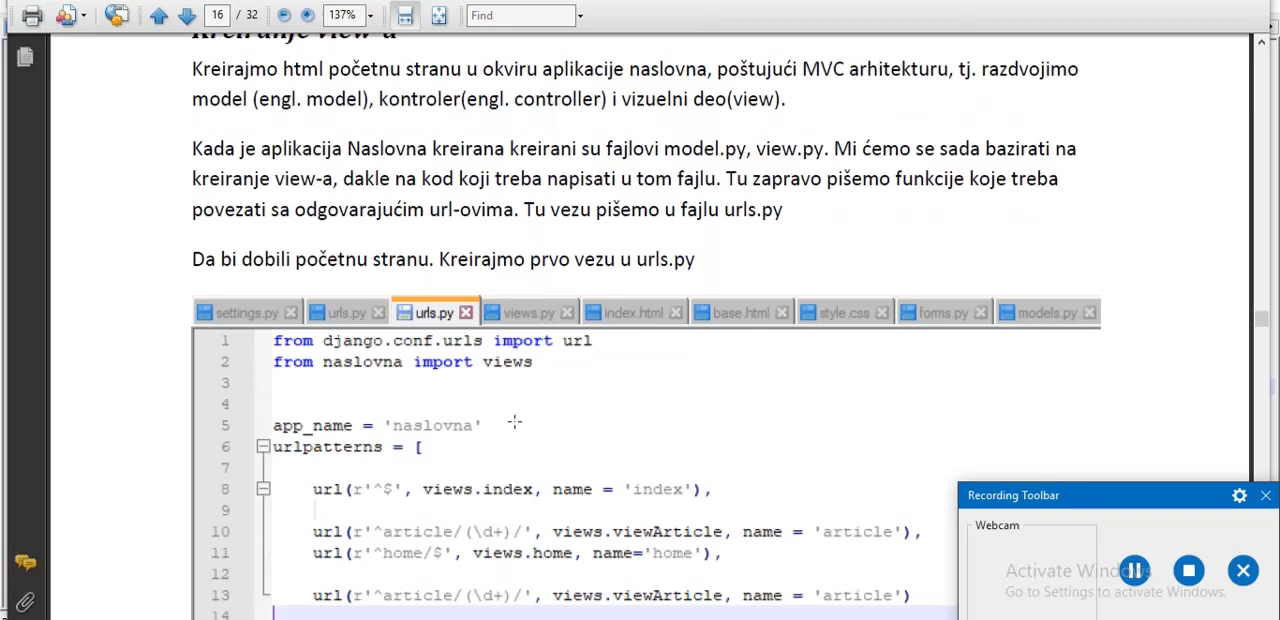 16 / 32
137%
Find
Kreiranje view-a
Kreirajmo html početnu stranu u okviru aplikacije naslovna, poštujući MVC arhitekturu, tj. razdvojimo
model (engl. model), kontroler(engl. controller) i vizuelni deo(view).
Kada je aplikacija Naslovna kreirana kreirani su fajlovi model.py, view.py. Mi ćemo se sada bazirati na
kreiranje view-a, dakle na kod koji treba napisati u tom fajlu. Tu zapravo pišemo funkcije koje treba
povezati sa odgovarajućim url-ovima. Tu vezu pišemo u fajlu urls.py
Da bi dobili početnu stranu. Kreirajmo prvo vezu u urls.py
settings.py urls.py urls.py views.py index.html base.html style.css forms.py models.py
1 from django.conf.urls import url
2 from naslovna import views
3
4
5 app_name = 'naslovna'
6 urlpatterns = [
7
8 url(r'^$', views.index, name = 'index'),
9
10 url(r'^article/(\d+)/', views.viewArticle, name = 'article'),
11 url(r'^home/$', views.home, name='home'),
12
13 url(r'^article/(\d+)/', views.viewArticle, name = 'article')
14
Recording Toolbar
Webcam
Activate Windows
Go to Settings to activate Windows.